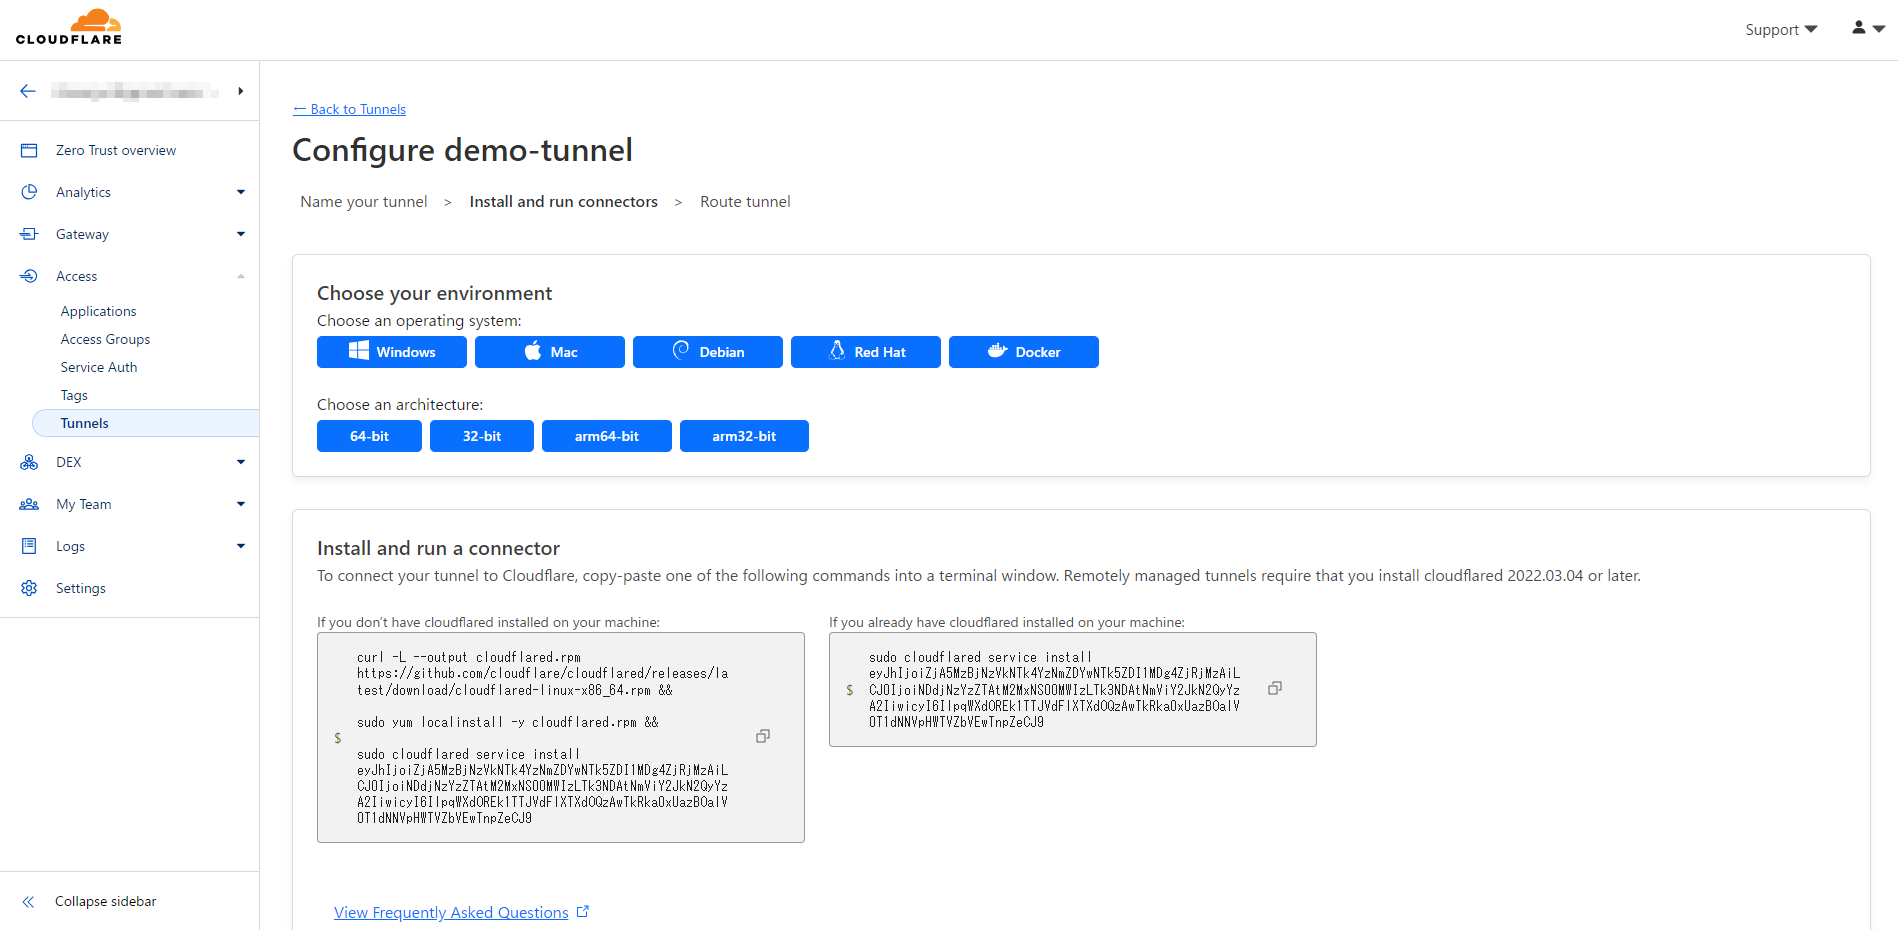 CLOUDFLARE
Support
Zero Trust overview
Analytics
Gateway
Access
Applications
Access Groups
Service Auth
Tags
Tunnels
DEX
My Team
Logs
Settings
Collapse sidebar
← Back to Tunnels
Configure demo-tunnel
Name your tunnel > Install and run connectors > Route tunnel
Choose your environment
Choose an operating system:
Windows Mac Debian Red Hat Docker
Choose an architecture:
64-bit 32-bit arm64-bit arm32-bit
Install and run a connector
To connect your tunnel to Cloudflare, copy-paste one of the following commands into a terminal window. Remotely managed tunnels require that you install cloudflared 2022.03.04 or later.
If you don't have cloudflared installed on your machine:
$
curl -L --output cloudflared.rpm
https://github.com/cloudflare/cloudflared/releases/la
test/download/cloudflared-linux-x86_64.rpm &&
sudo yum localinstall -y cloudflared.rpm &&
sudo cloudflared service install
If you already have cloudflared installed on your machine:
$
sudo cloudflared service install
View Frequently Asked Questions